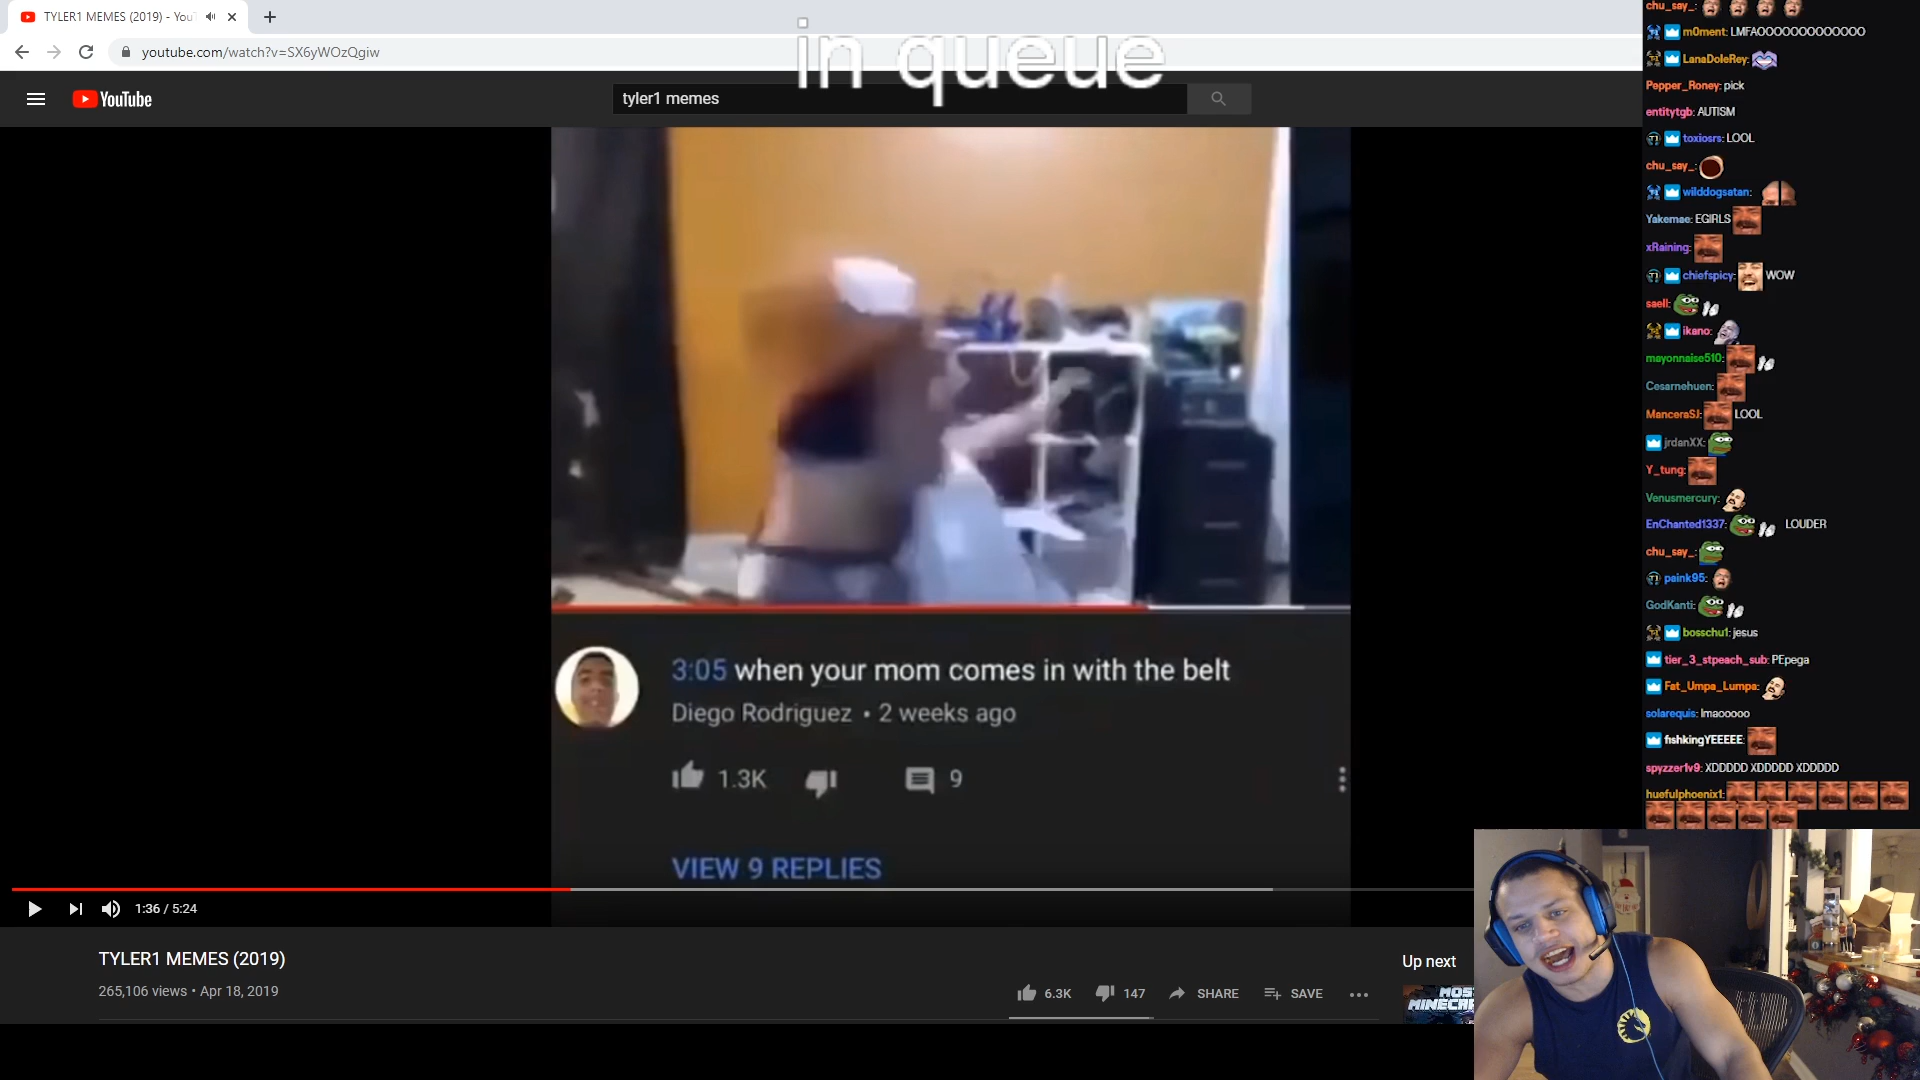 TYLER1 MEMES (2019) - You
youtube.com/watch?v=SX6yWOzQgiw
in queue
YouTube
tyler1 memes
3:05 when your mom comes in with the belt
Diego Rodriguez • 2 weeks ago
1.3K
9
VIEW 9 REPLIES
1:36 / 5:24
TYLER1 MEMES (2019)
265,106 views • Apr 18, 2019
6.3K
147
SHARE
SAVE
Up next
MOS
MINECR
chu_say_:
m0ment: LMFAOOOOOOOOOOOOO
LanaDoleRey:
Pepper_Roney: pick
entitytgb: AUTISM
toxiosrs: LOOL
chu_say_:
wilddogsatan:
Yakemae: EGIRLS
xRaining:
chiefspicy: WOW
saell:
ikano:
mayonnaise510:
Cesarnehuen:
ManceraSJ: LOOL
jrdanXX:
Y_tung:
Venusmercury:
EnChanted1337: LOUDER
chu_say_:
paink95:
GodKanti:
bosschu1: jesus
tier_3_stpeach_sub: PEpega
Fat_Umpa_Lumpa:
solarequis: lmaooooo
fishkingYEEEEE:
spyzzer1v9: XDDDDD XDDDDD XDDDDD
huefulphoenix1: